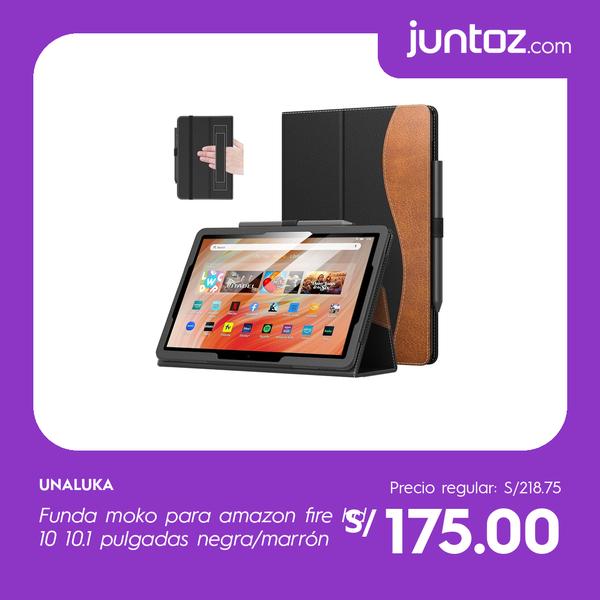 juntoz.com
UNALUKA
Funda moko para amazon fire hd
10 10.1 pulgadas negra/marrón
Precio regular: S/218.75
S/ 175.00